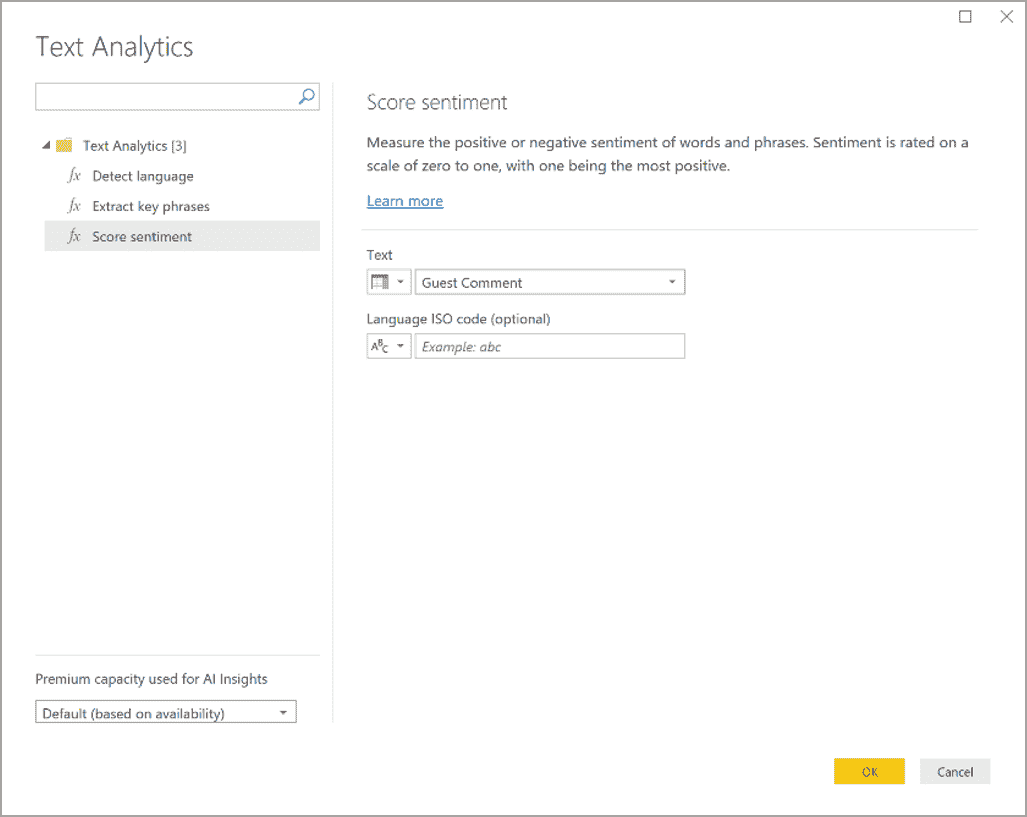 Text Analytics
Text Analytics [3]
fx Detect language
fx Extract key phrases
fx Score sentiment
Premium capacity used for AI Insights
Default (based on availability)
Score sentiment
Measure the positive or negative sentiment of words and phrases. Sentiment is rated on a
scale of zero to one, with one being the most positive.
Learn more
Text
Guest Comment
Language ISO code (optional)
ABC
Example: abc
OK
Cancel